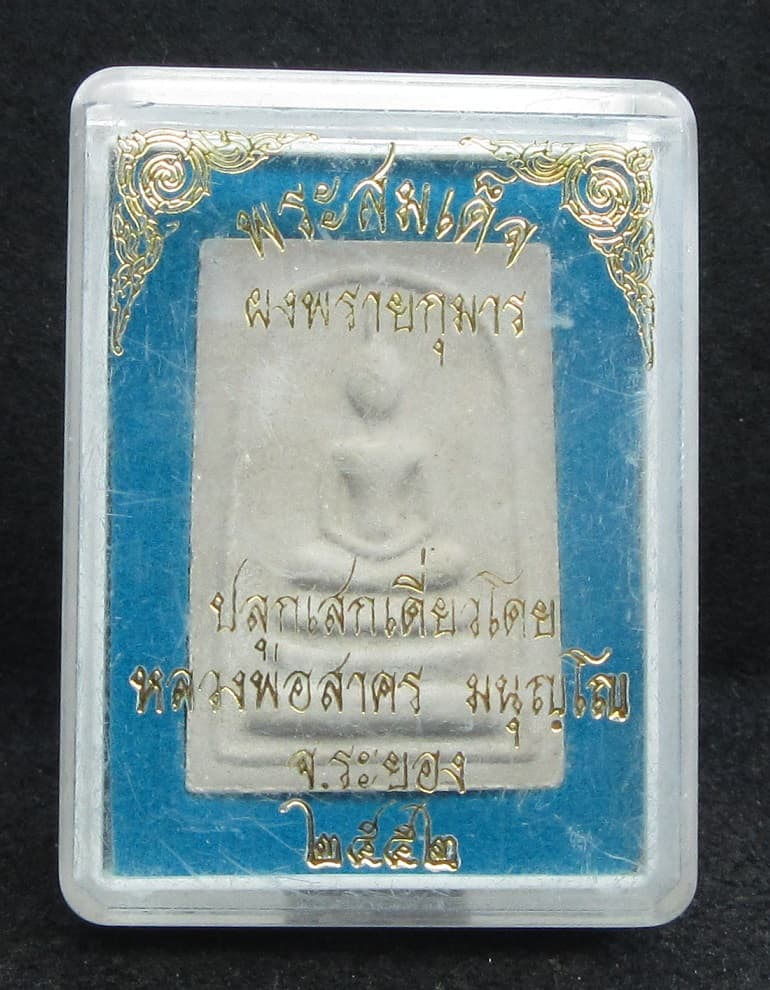 พระสมเด็จ
ผงพรายกุมาร
ปลุกเสกเดี่ยวโดย
หลวงพ่อสาคร มนุญฺโญ
จ.ระยอง
๒๕๕๒